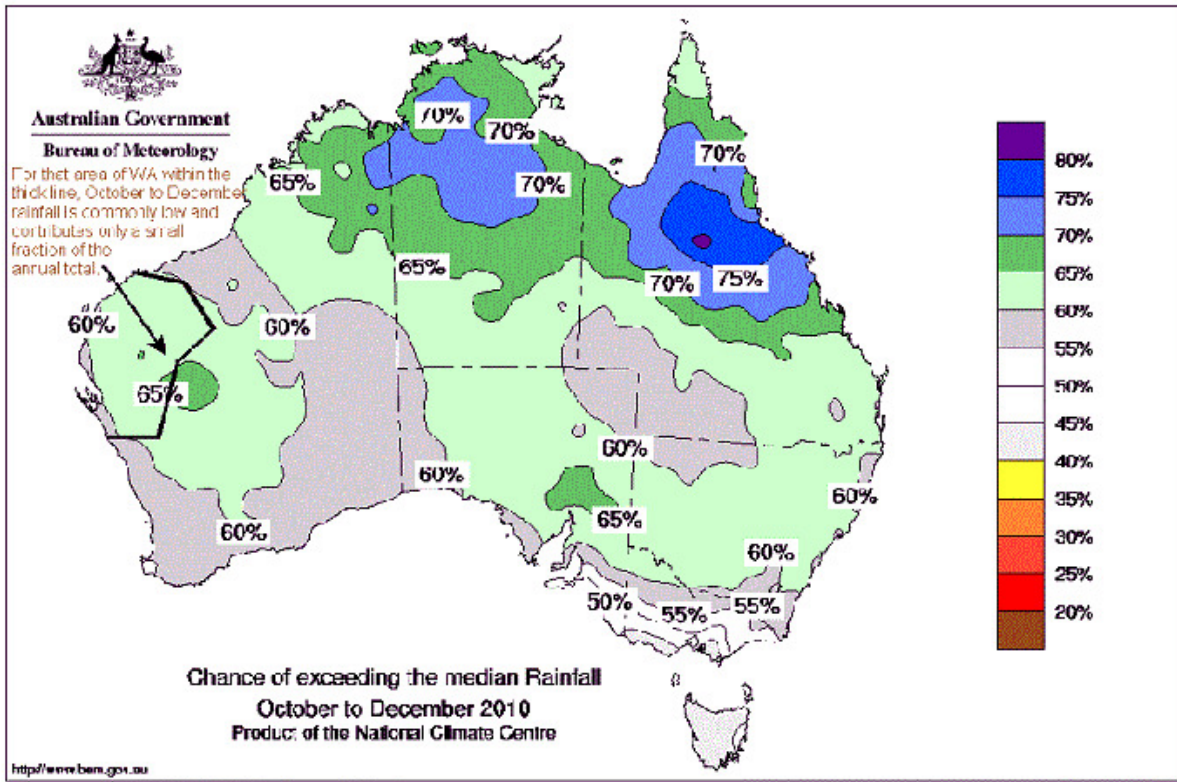 Australian Government
Bureau of Meteorology
For that area of WA within the
thick line, October to December
rainfall is commonly low and
contributes only a small
fraction of the
annual total.
70%
70%
70%
70%
65%
65%
70%
75%
60%
60%
65%
60%
60%
60%
65%
60%
60%
50%
55%
55%
80%
75%
70%
65%
60%
55%
50%
45%
40%
35%
30%
25%
20%
Chance of exceeding the median Rainfall
October to December 2010
Product of the National Climate Centre
http://www.bom.gov.au